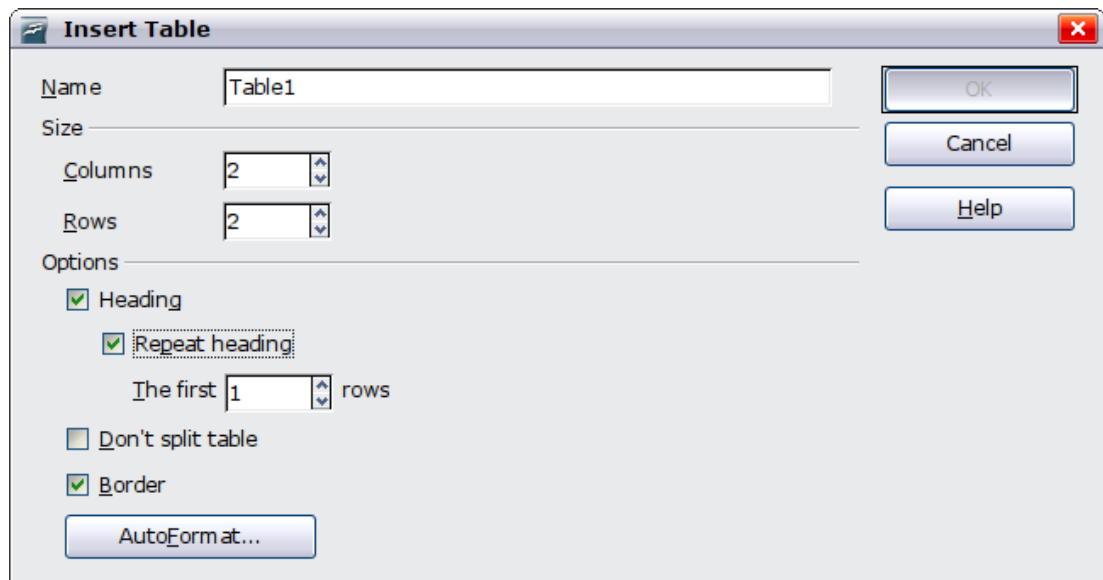 Insert Table
Name Table1 OK
Size
Cancel
Columns 2
Help
Rows 2
Options
Heading
Repeat heading
The first 1 rows
Don't split table
Border
AutoFormat...